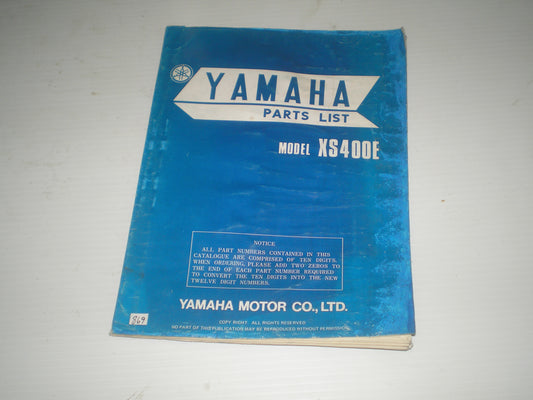 YAMAHA
PARTS LIST
MODEL XS400E
NOTICE
ALL PART NUMBERS CONTAINED IN THIS
CATALOGUE ARE COMPRISED OF TEN DIGITS.
WHEN ORDERING, PLEASE ADD TWO ZEROS TO
THE END OF EACH PART NUMBER REQUIRED
TO CONVERT THE TEN DIGITS INTO THE NEW
TWELVE DIGIT NUMBERS.
YAMAHA MOTOR CO., LTD.
869
COPY RIGHT. ALL RIGHTS RESERVED
NO PART OF THIS PUBLICATION MAY BE REPRODUCED WITHOUT PERMISSION.